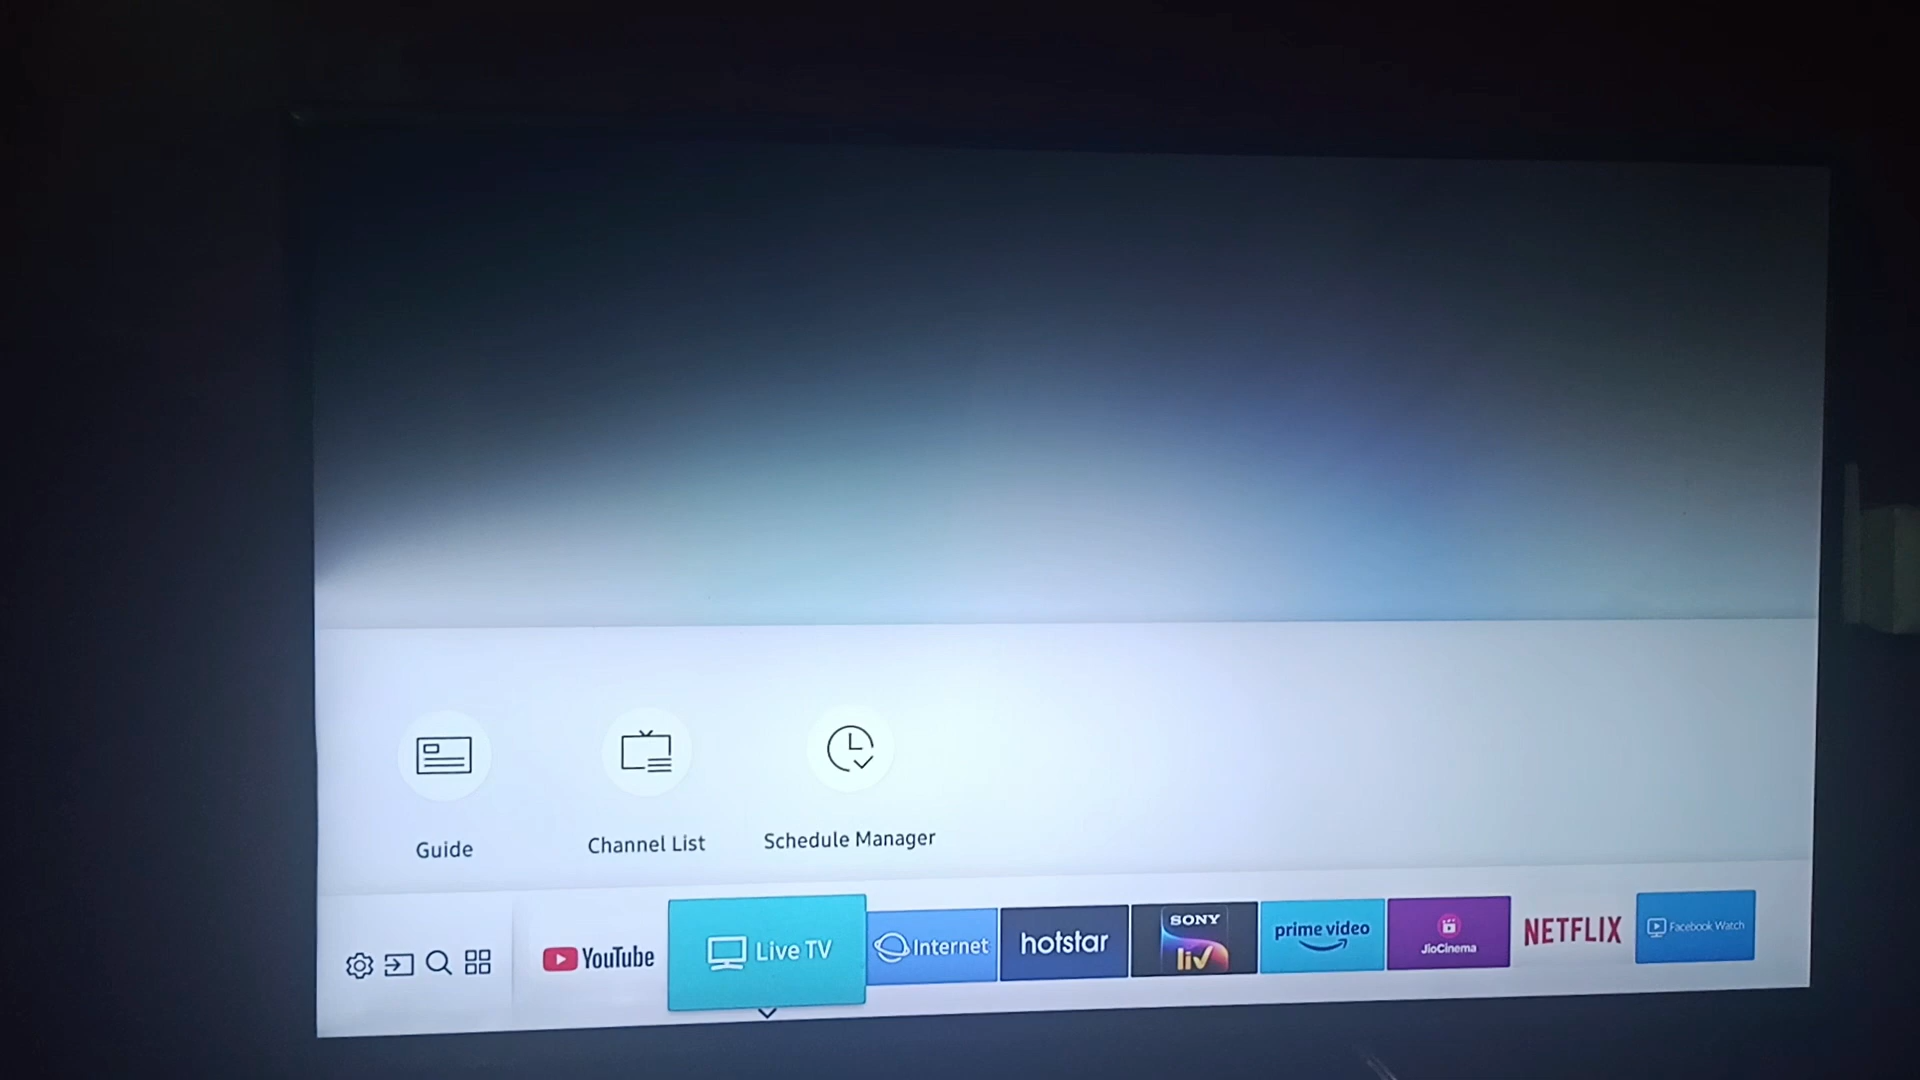 Guide
Channel List
Schedule Manager
YouTube
Live TV
Internet
hotstar
SONY
liv
prime video
JioCinema
NETFLIX
Facebook Watch